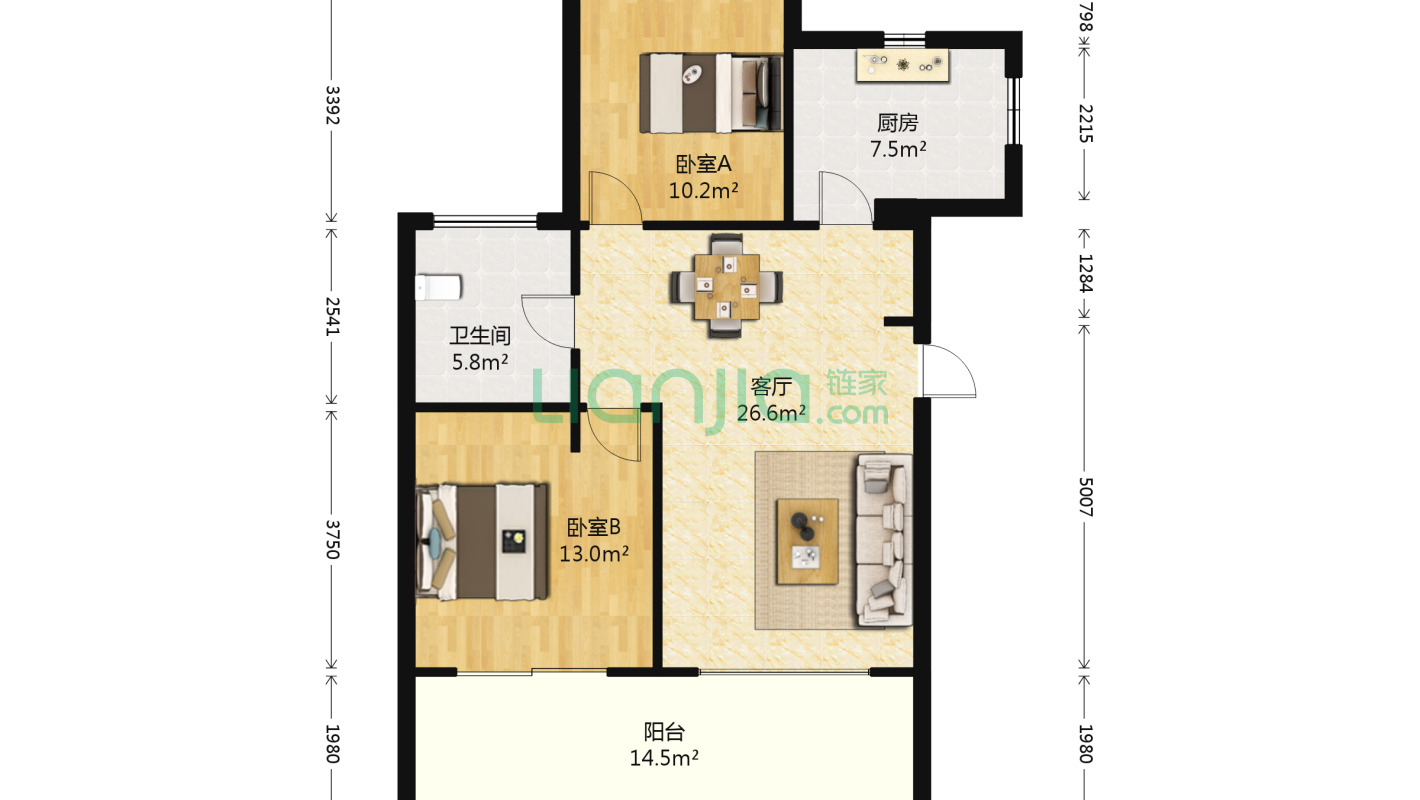 798
3392
2215
厨房
7.5m²
卧室A
10.2m²
1284
2541
卫生间
5.8m²
客厅
26.6m²
lianjia
链家
.com
5007
3750
卧室B
13.0m²
阳台
14.5m²
1980
1980